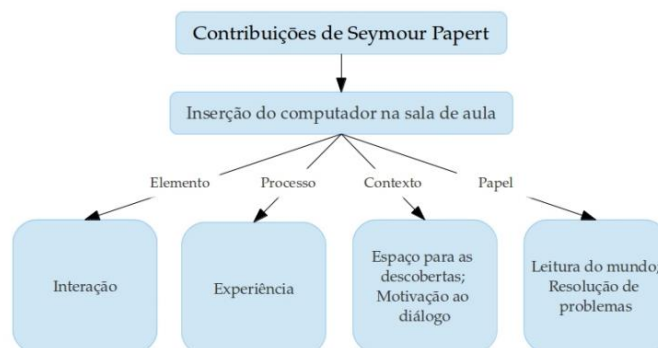 Contribuições de Seymour Papert
Inserção do computador na sala de aula
Elemento
Processo
Contexto
Papel
Interação
Experiência
Espaço para as
descobertas;
Motivação ao
diálogo
Leitura do mundo;
Resolução de
problemas